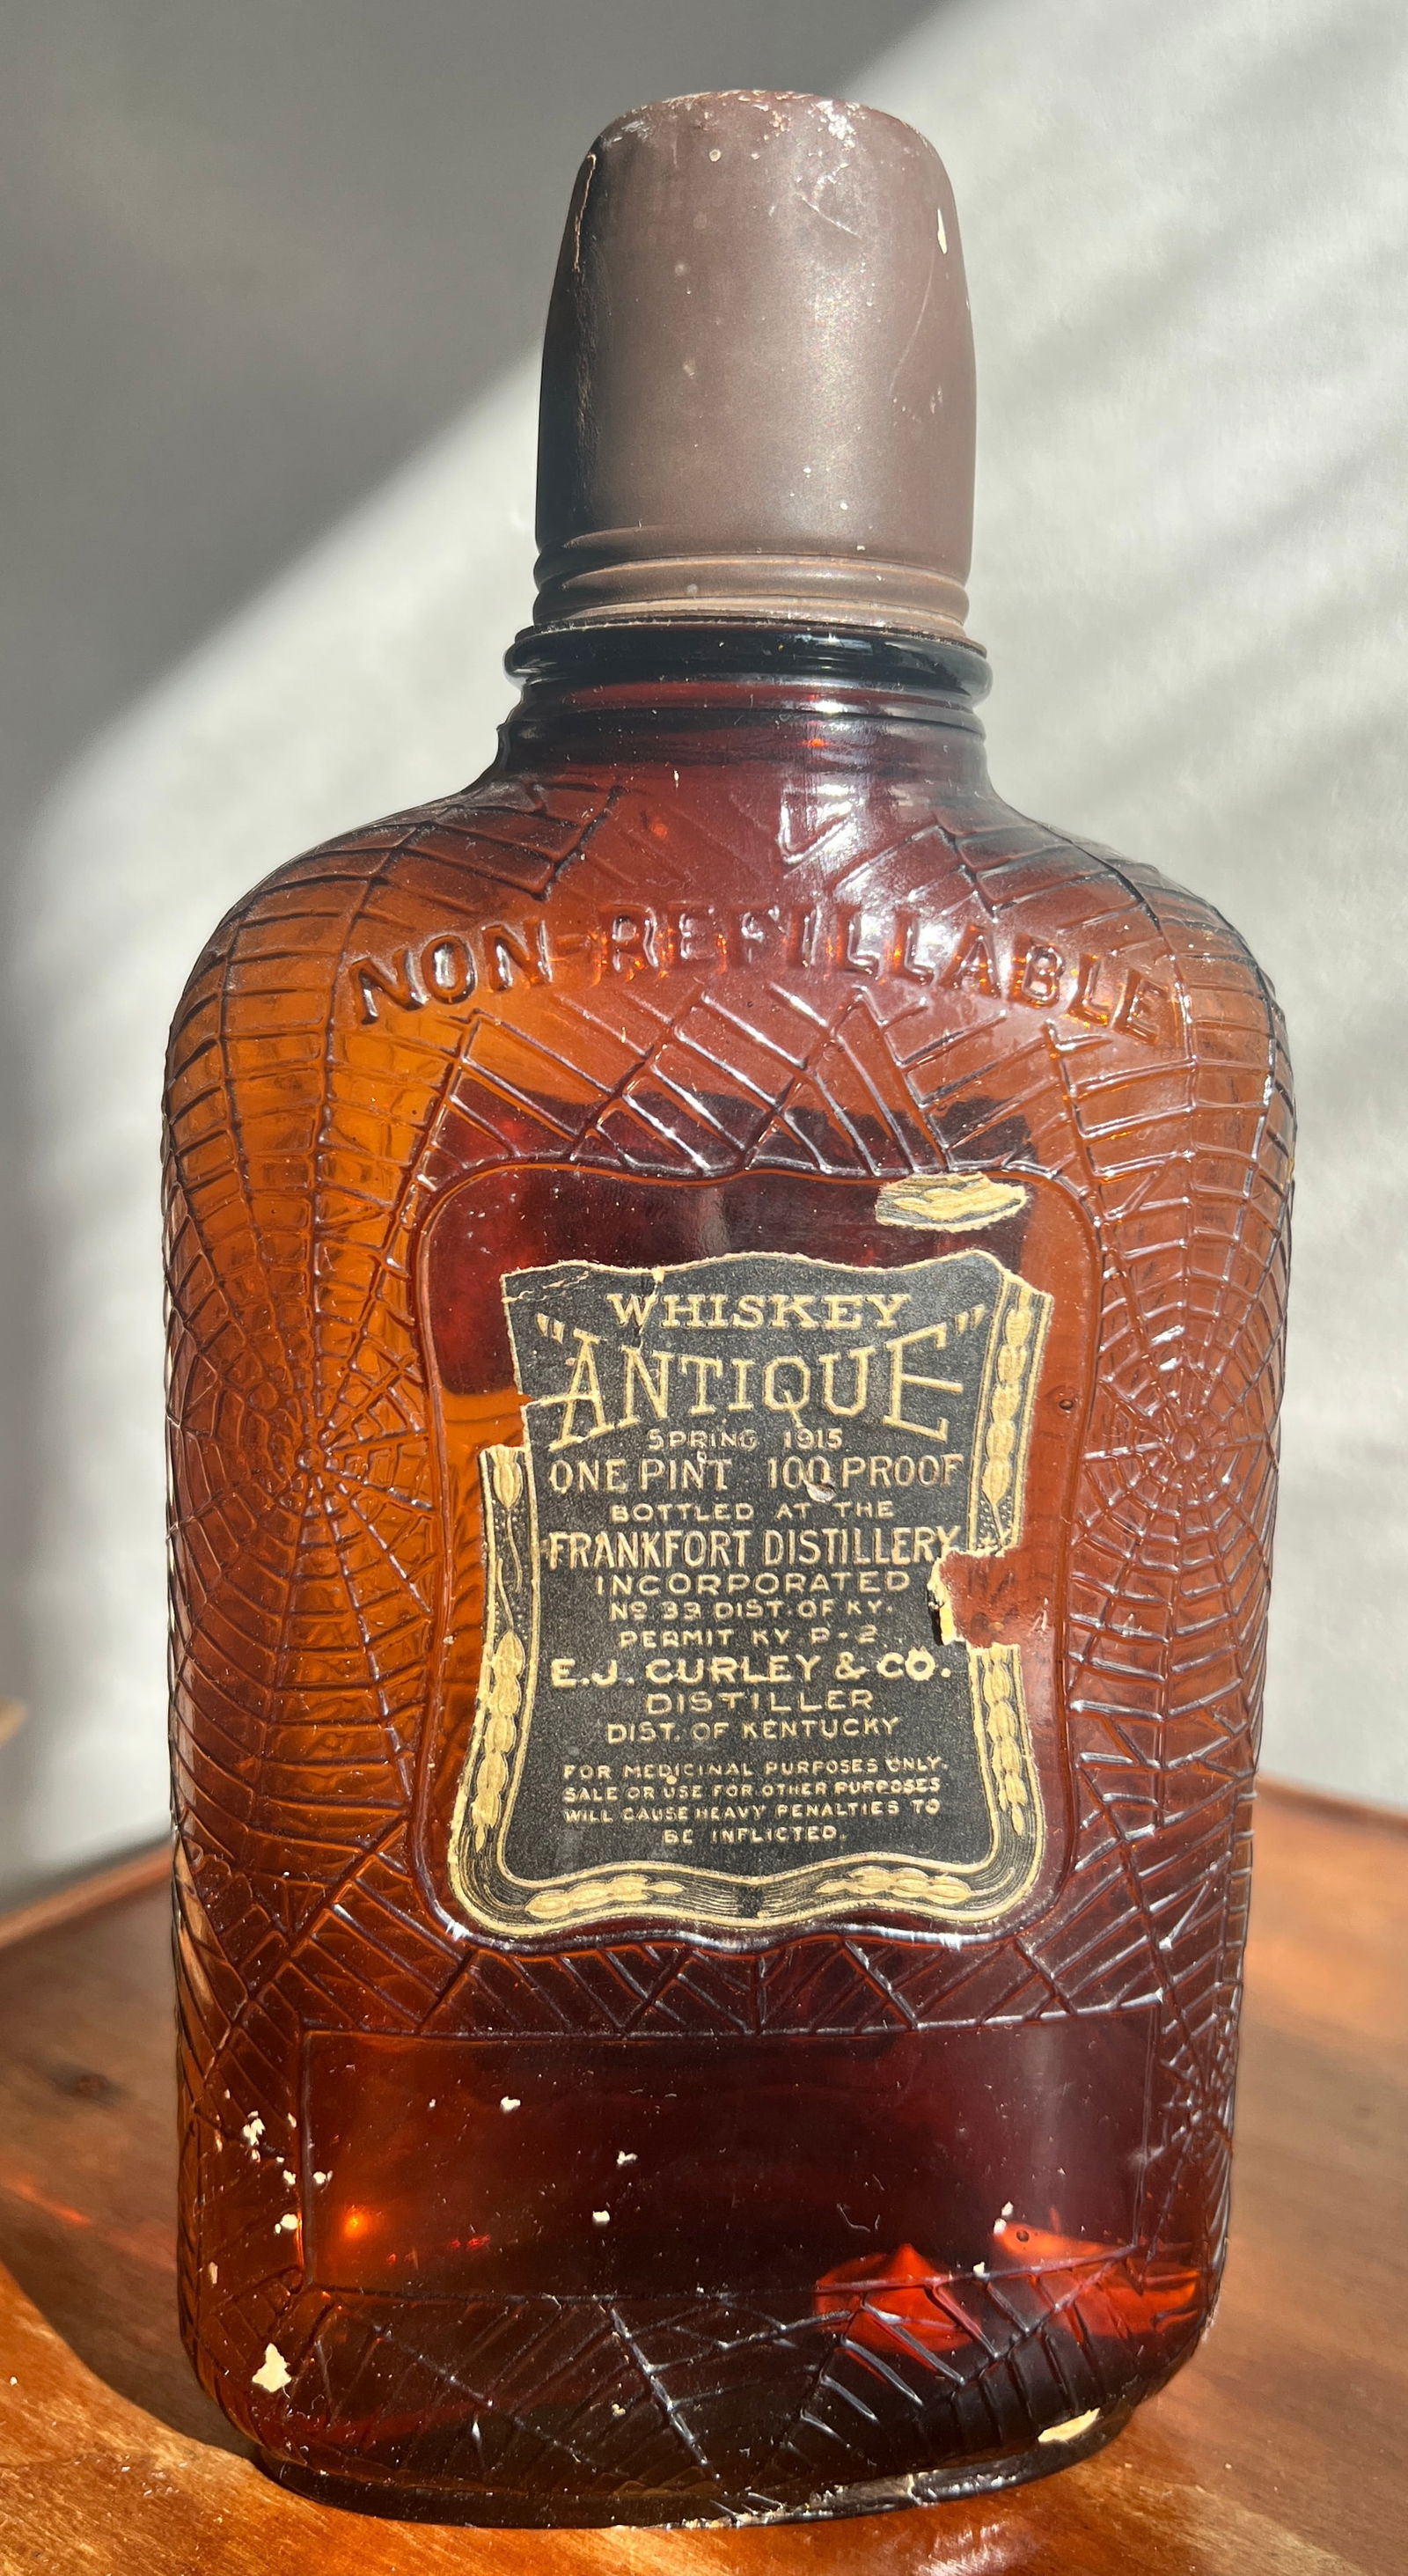 NON-REFILLABLE
WHISKEY
"ANTIQUE"
SPRING 1915
ONE PINT 100 PROOF
BOTTLED AT THE
FRANKFORT DISTILLERY
INCORPORATED
Nº 33 DIST. OF KY.
PERMIT KY P-2
E.J. CURLEY & CO.
DISTILLER
DIST. OF KENTUCKY
FOR MEDICINAL PURPOSES ONLY.
SALE OR USE FOR OTHER PURPOSES
WILL CAUSE HEAVY PENALTIES TO
BE INFLICTED.